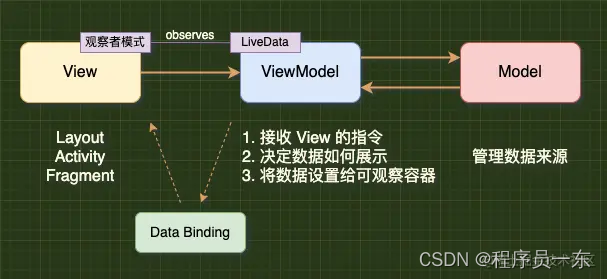 观察者模式
observes
LiveData
View
ViewModel
Model
Layout
Activity
Fragment
1. 接收 View 的指令
2. 决定数据如何展示
3. 将数据设置给可观察容器
管理数据来源
Data Binding
CSDN @程序员一东